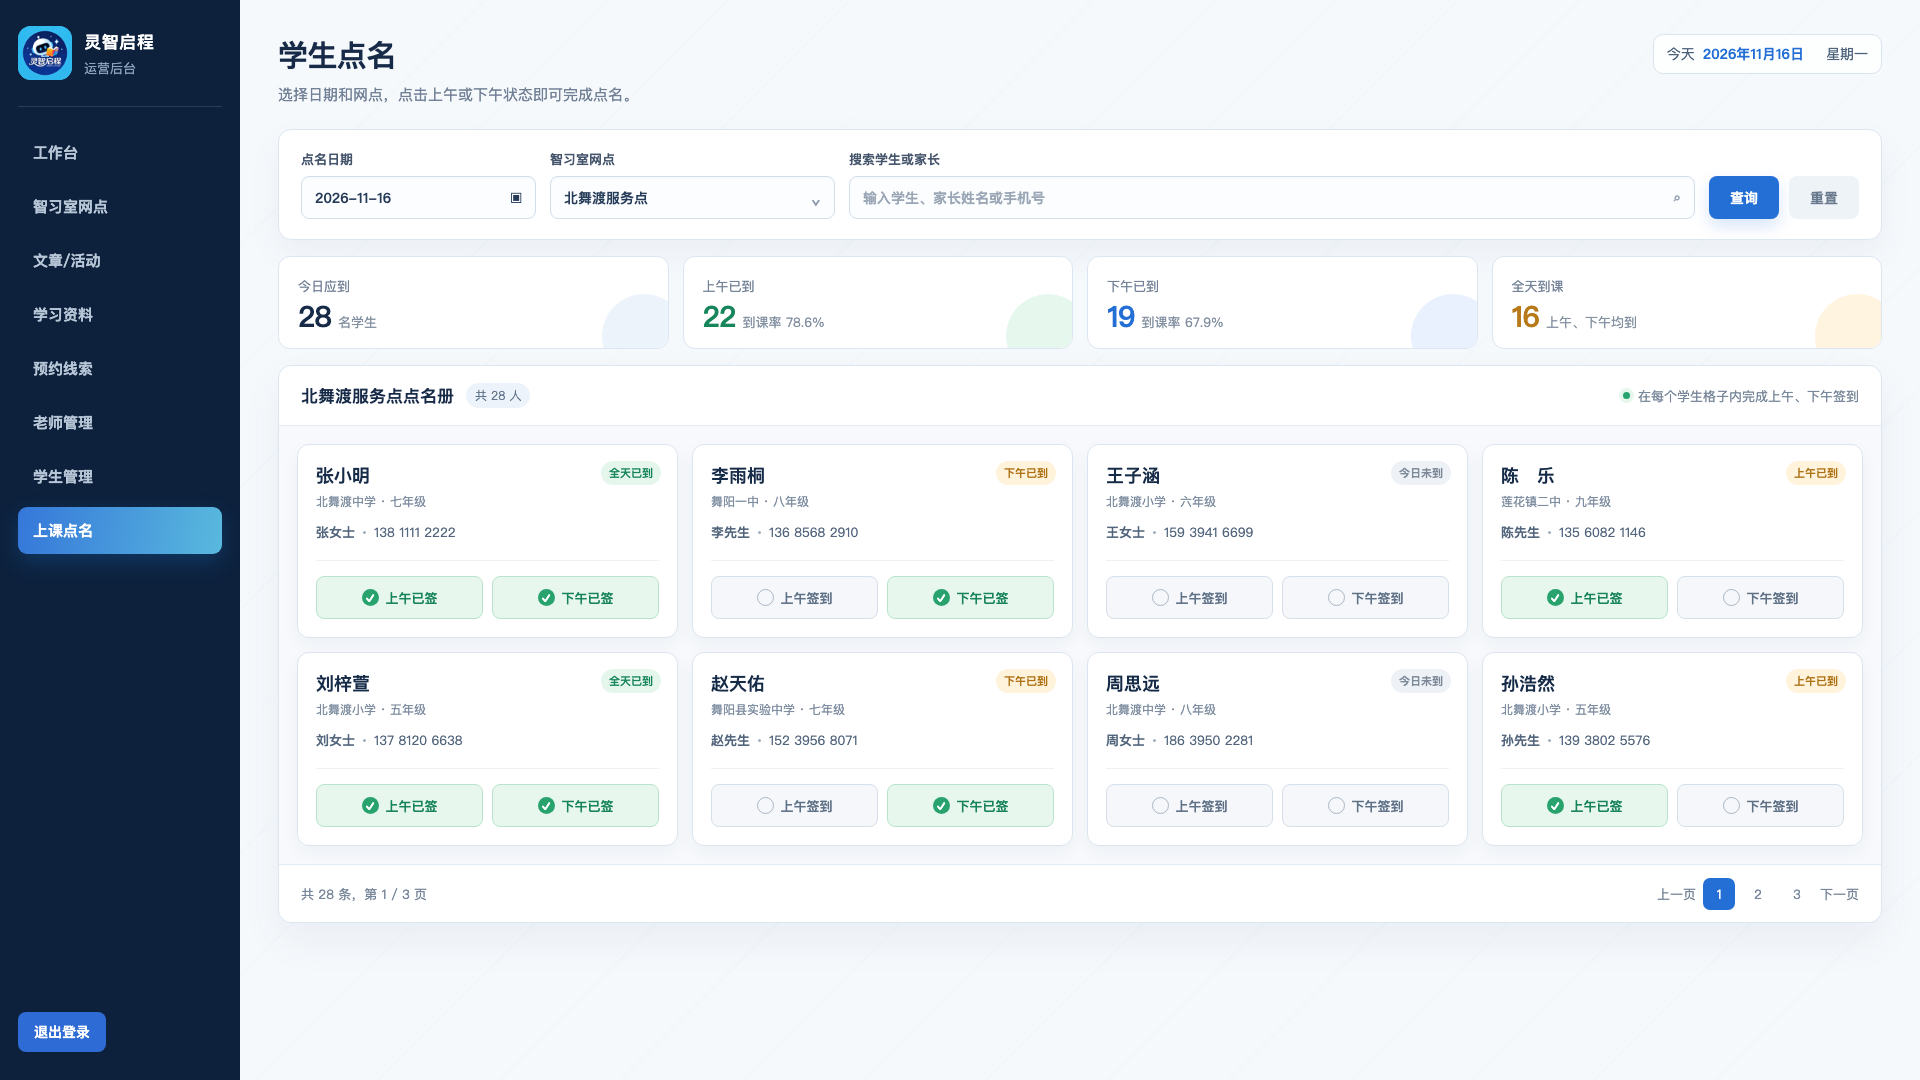 灵智启程
灵智启程
运营后台
工作台
智习室网点
文章/活动
学习资料
预约线索
老师管理
学生管理
上课点名
退出登录
学生点名
选择日期和网点，点击上午或下午状态即可完成点名。
今天 2026年11月16日 星期一
点名日期 智习室网点 搜索学生或家长
2026-11-16 北舞渡服务点 输入学生、家长姓名或手机号 查询 重置
今日应到
28 名学生
上午已到
22 到课率 78.6%
下午已到
19 到课率 67.9%
全天到课
16 上午、下午均到
北舞渡服务点点名册 共 28 人
在每个学生格子内完成上午、下午签到
张小明 全天已到
北舞渡中学 · 七年级
张女士 · 138 1111 2222
上午已签 下午已签
李雨桐 下午已到
舞阳一中 · 八年级
李先生 · 136 8568 2910
上午签到 下午已签
王子涵 今日未到
北舞渡小学 · 六年级
王女士 · 159 3941 6699
上午签到 下午签到
陈　乐 上午已到
莲花镇二中 · 九年级
陈先生 · 135 6082 1146
上午已签 下午签到
刘梓萱 全天已到
北舞渡小学 · 五年级
刘女士 · 137 8120 6638
上午已签 下午已签
赵天佑 下午已到
舞阳县实验中学 · 七年级
赵先生 · 152 3956 8071
上午签到 下午已签
周思远 今日未到
北舞渡中学 · 八年级
周女士 · 186 3950 2281
上午签到 下午签到
孙浩然 上午已到
北舞渡小学 · 五年级
孙先生 · 139 3802 5576
上午已签 下午签到
共 28 条，第 1 / 3 页
上一页 1 2 3 下一页